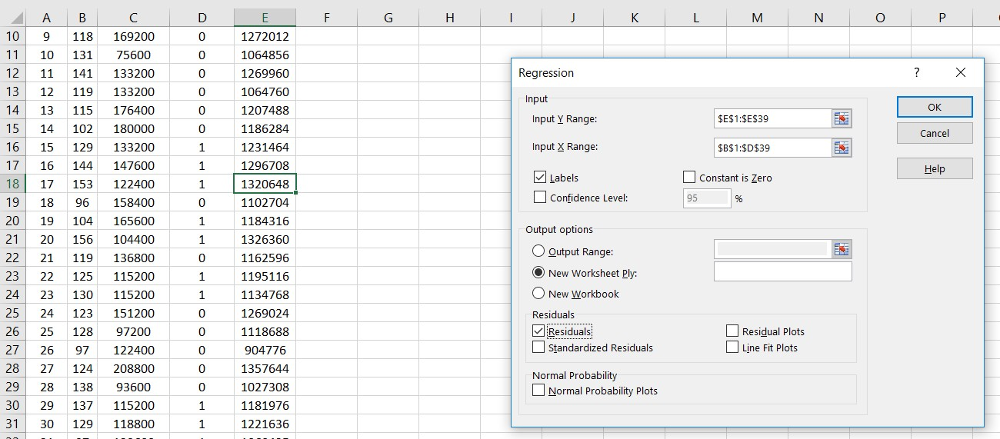 A B C D E F G H I J K L M N O P
10 9 118 169200 0 1272012
11 10 131 75600 0 1064856
12 11 141 133200 0 1269960
13 12 119 133200 0 1064760
14 13 115 176400 0 1207488
15 14 102 180000 0 1186284
16 15 129 133200 1 1231464
17 16 144 147600 1 1296708
18 17 153 122400 1 1320648
19 18 96 158400 0 1102704
20 19 104 165600 1 1184316
21 20 156 104400 1 1326360
22 21 119 136800 0 1162596
23 22 125 115200 1 1195116
24 23 130 115200 1 1134768
25 24 123 151200 0 1269024
26 25 128 97200 0 1118688
27 26 97 122400 0 904776
28 27 124 208800 0 1357644
29 28 138 93600 0 1027308
30 29 137 115200 1 1181976
31 30 129 118800 1 1221636
Regression ?
Input
Input Y Range: $E$1:$E$39
Input X Range: $B$1:$D$39
Labels Constant is Zero
Confidence Level: 95 %
OK
Cancel
Help
Output options
Output Range:
New Worksheet Ply:
New Workbook
Residuals
Residuals Residual Plots
Standardized Residuals Line Fit Plots
Normal Probability
Normal Probability Plots